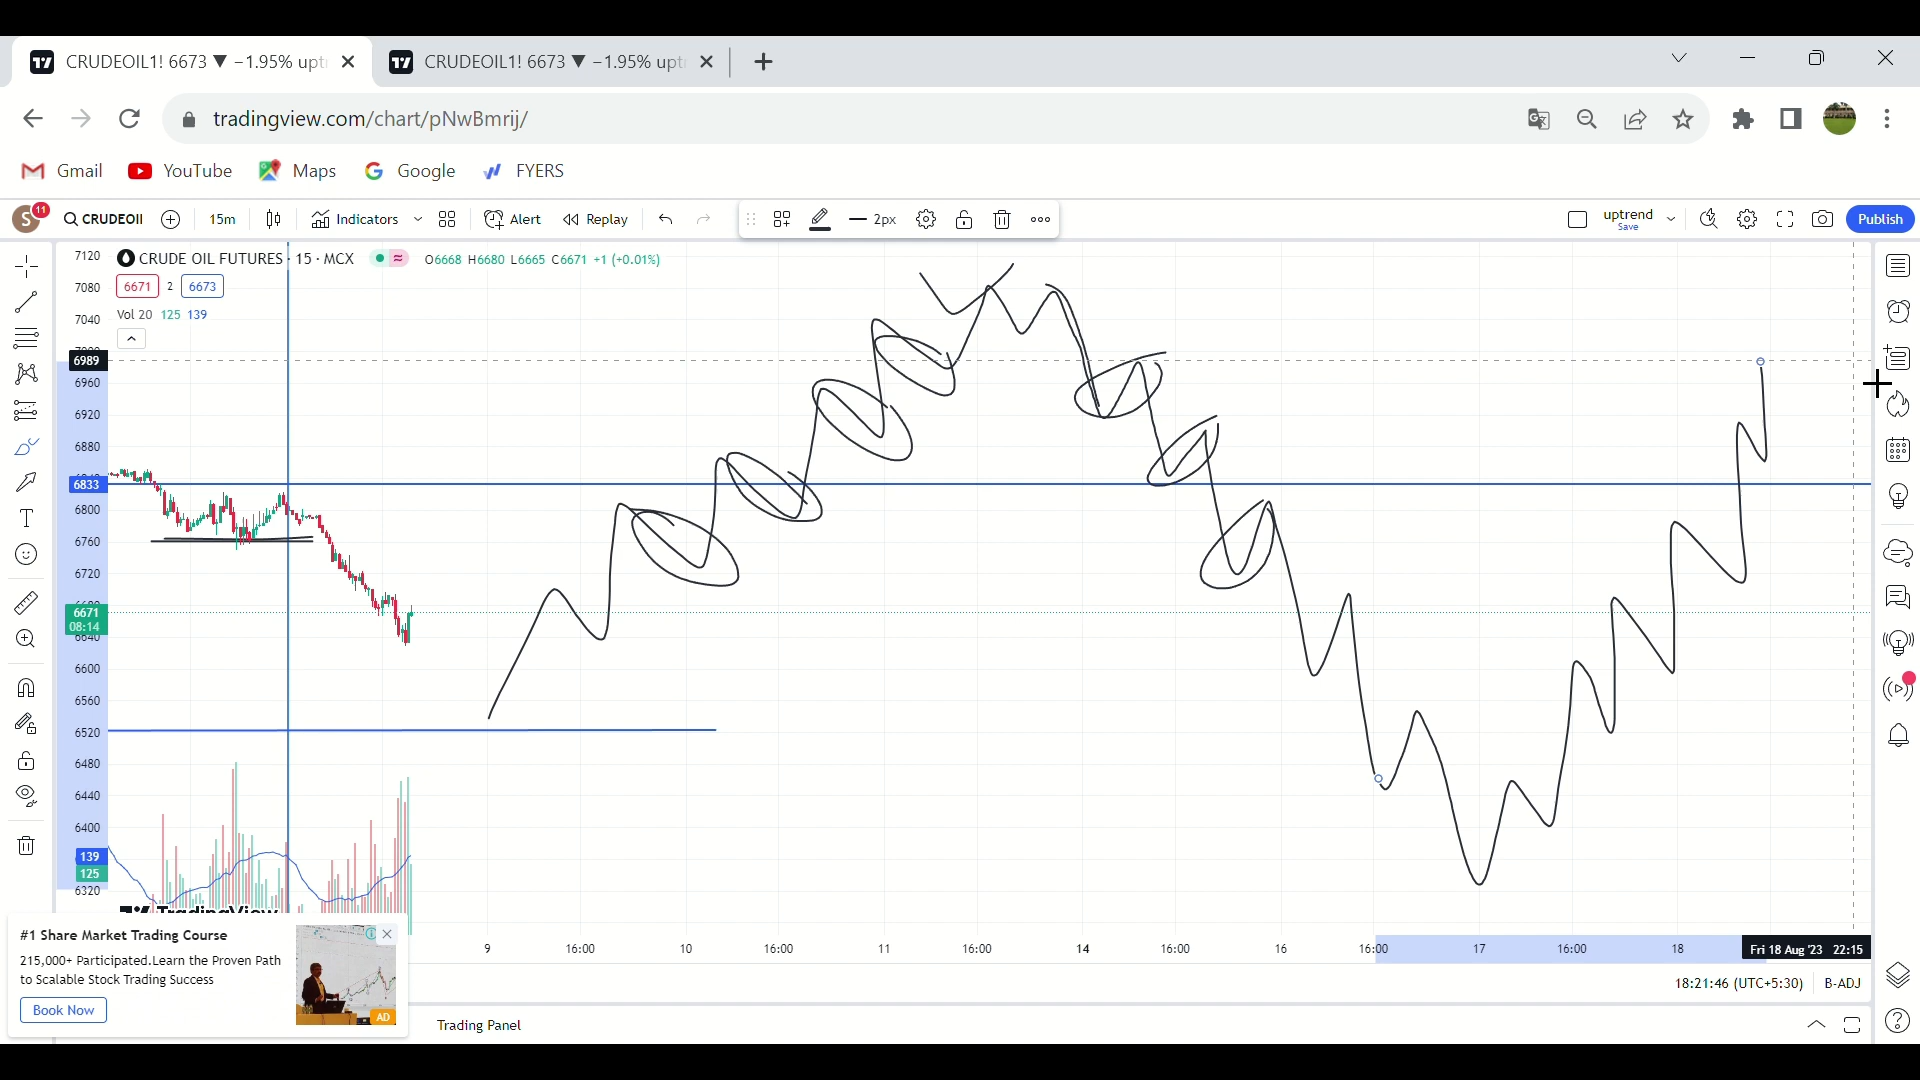 CRUDEOIL1! 6673 ▼ −1.95% upt
CRUDEOIL1! 6673 ▼ −1.95% upt
tradingview.com/chart/pNwBmrij/
Gmail YouTube Maps Google FYERS
S 11 CRUDEOII 15m Indicators Alert Replay 2px uptrend Save Publish
CRUDE OIL FUTURES · 15 · MCX O6668 H6680 L6665 C6671 +1 (+0.01%)
6671 2 6673
Vol 20 125 139
7120
7080
7040
6989
6960
6920
6880
6833
6800
6760
6720
6671
08:14
6640
6600
6560
6520
6480
6440
6400
139
125
6320
TradingView
9 16:00 10 16:00 11 16:00 14 16:00 16 16:00 17 16:00 18 Fri 18 Aug '23 22:15
18:21:46 (UTC+5:30) B-ADJ
#1 Share Market Trading Course
215,000+ Participated.Learn the Proven Path
to Scalable Stock Trading Success
Book Now
AD
Trading Panel